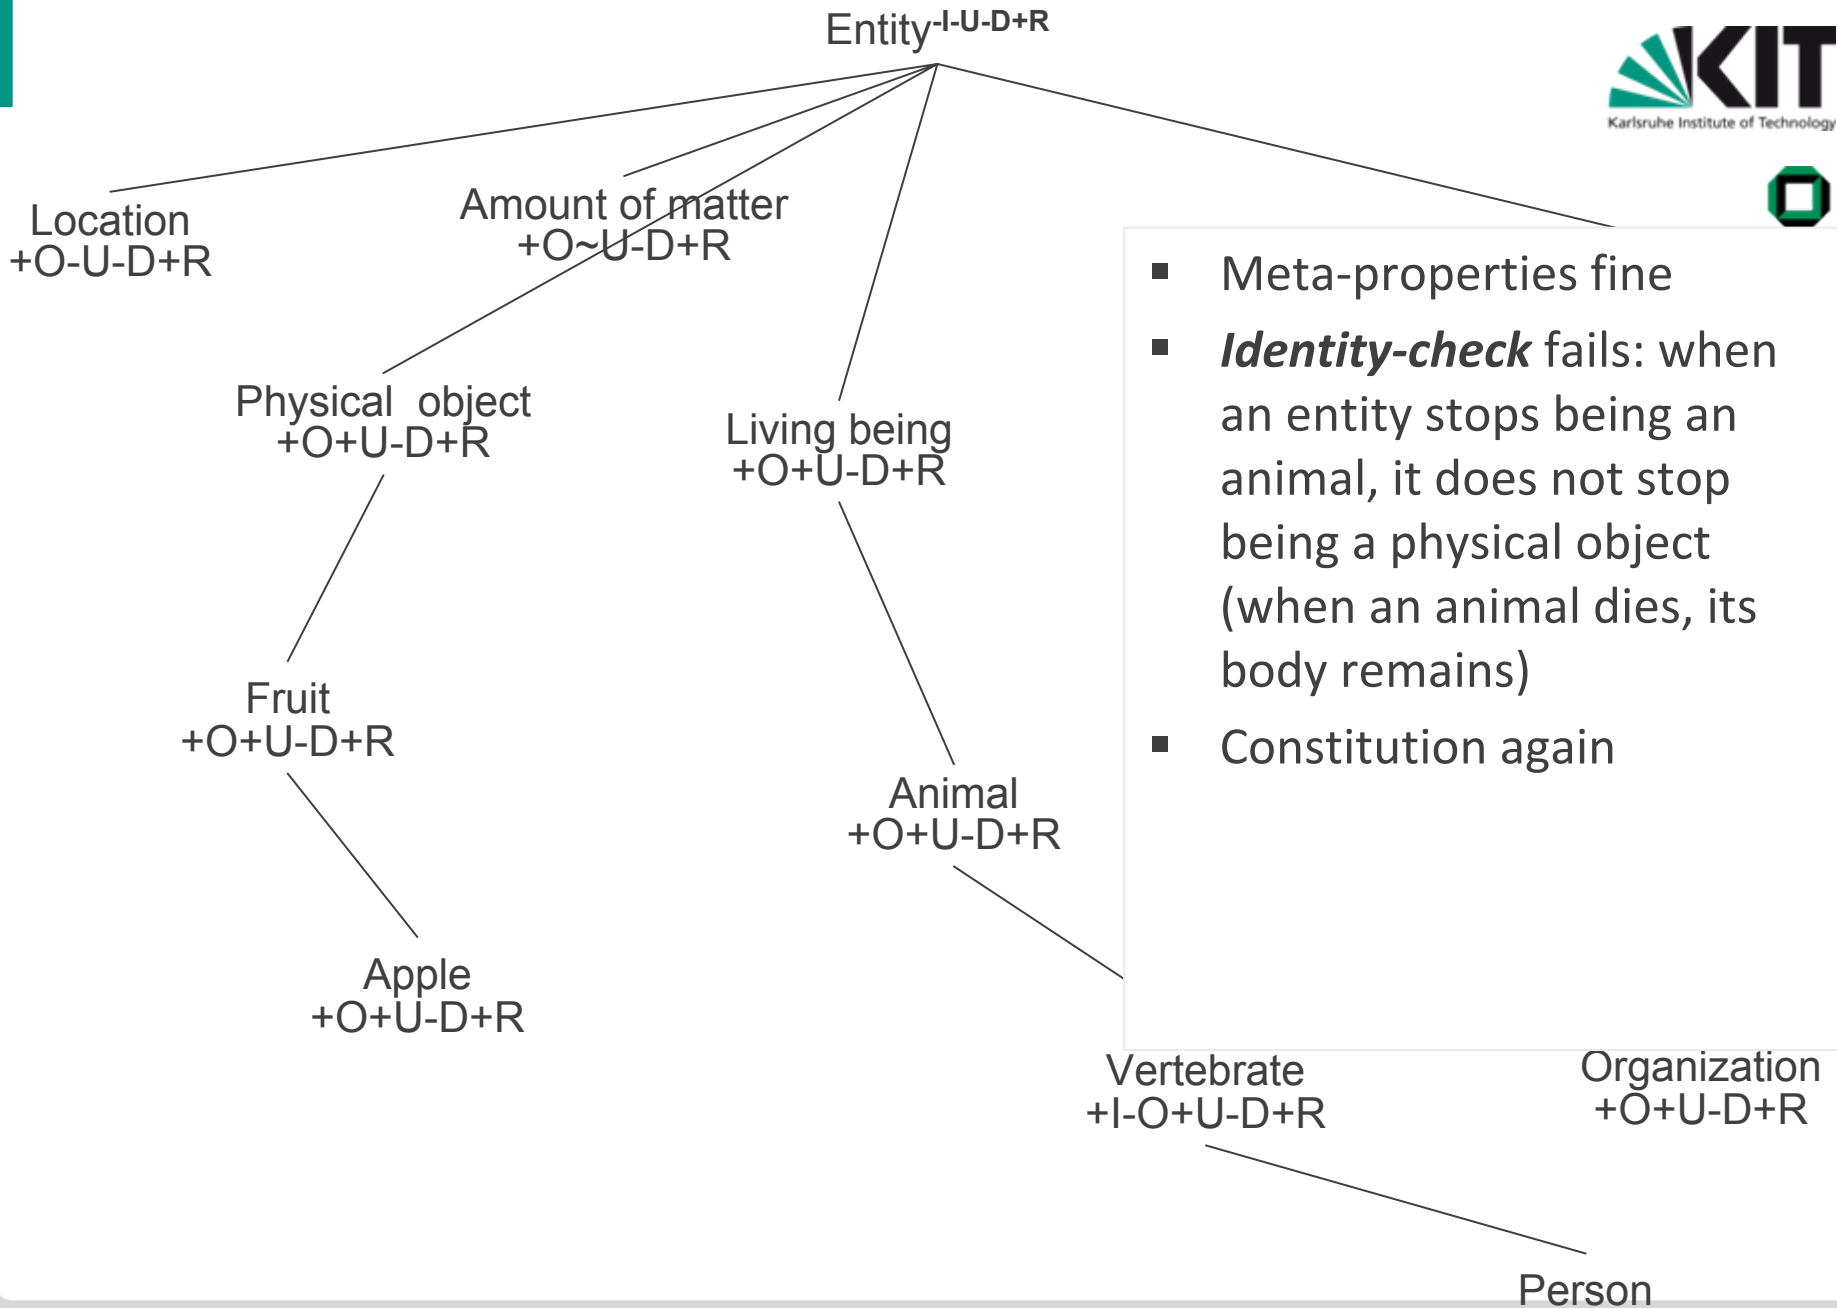 Entity-I-U-D+R
KIT
Karlsruhe Institute of Technology
Location
+O-U-D+R
Amount of matter
+O~U-D+R
Physical object
+O+U-D+R
Living being
+O+U-D+R
▪ Meta-properties fine
▪ Identity-check fails: when
an entity stops being an
animal, it does not stop
being a physical object
(when an animal dies, its
body remains)
▪ Constitution again
Fruit
+O+U-D+R
Animal
+O+U-D+R
Apple
+O+U-D+R
Vertebrate
+I-O+U-D+R
Organization
+O+U-D+R
Person